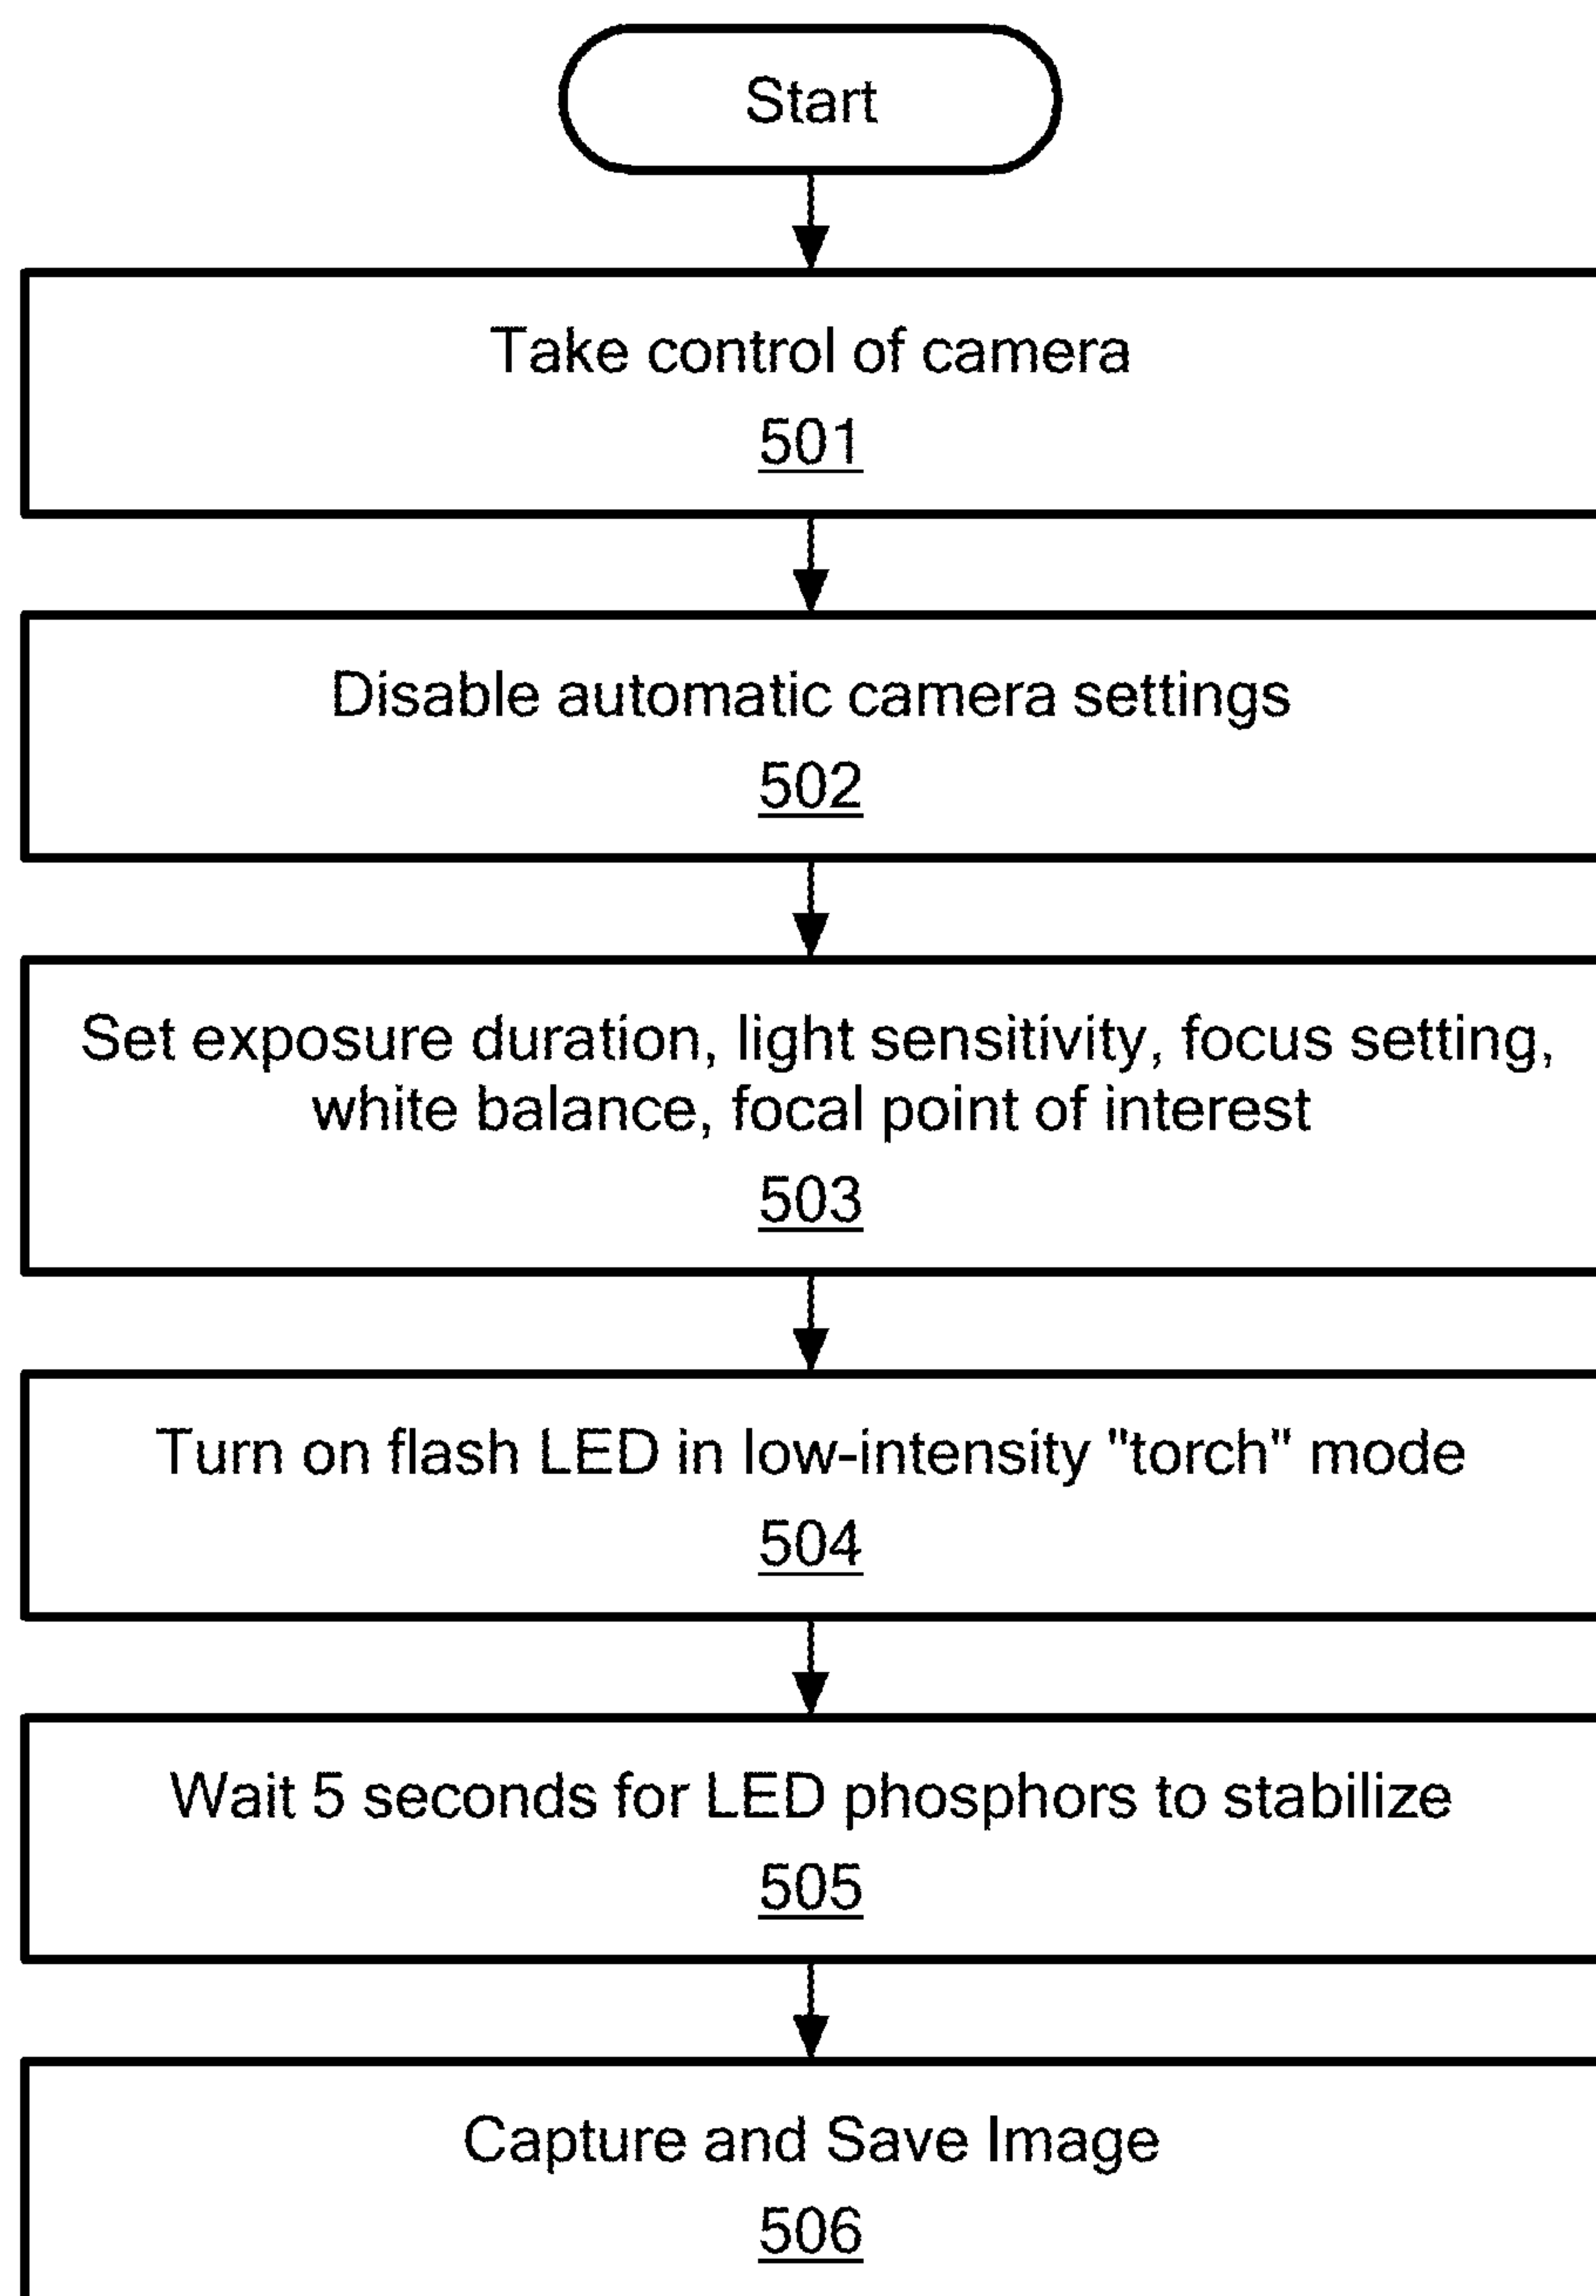 Start
Take control of camera
501
Disable automatic camera settings
502
Set exposure duration, light sensitivity, focus setting,
white balance, focal point of interest
503
Turn on flash LED in low-intensity "torch" mode
504
Wait 5 seconds for LED phosphors to stabilize
505
Capture and Save Image
506